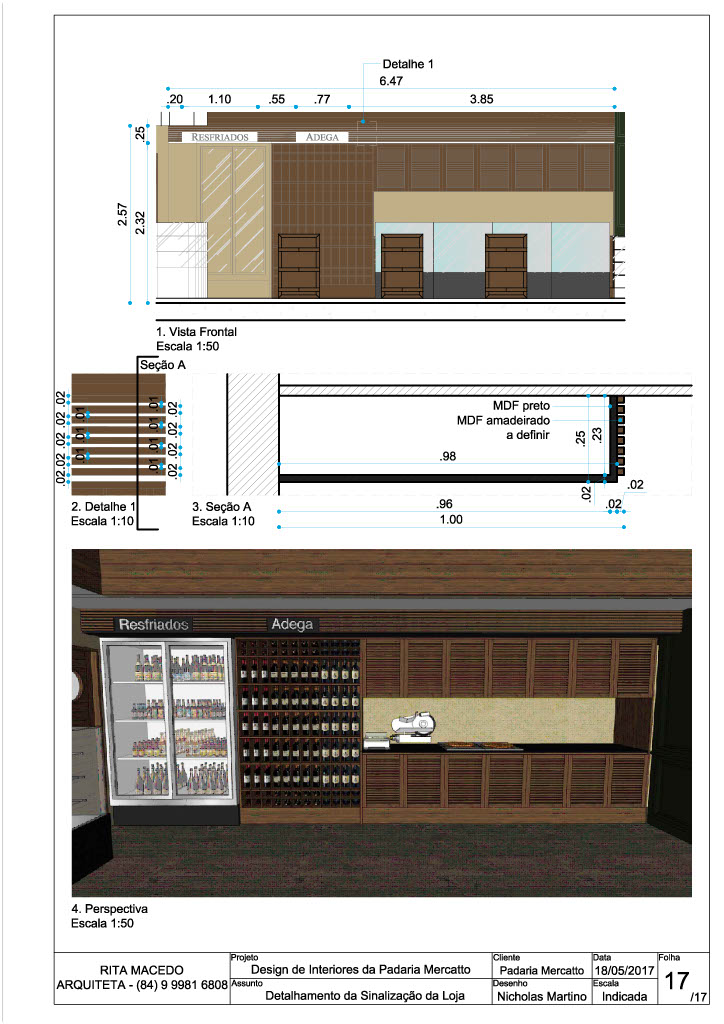 Detalhe 1
6.47
.20 1.10 .55 .77 3.85
.25
RESFRIADOS ADEGA
2.57
2.32
1. Vista Frontal
Escala 1:50
Seção A
.02 .01 .01 .02
.02 .01 .01 .02
.02 .01 .01 .02
.02 .01 .02
.02
2. Detalhe 1
Escala 1:10
MDF preto
MDF amadeirado
a definir
.25
.23
.98
.02
.02
.96 .02
1.00
3. Seção A
Escala 1:10
Resfriados Adega
4. Perspectiva
Escala 1:50
RITA MACEDO
ARQUITETA - (84) 9 9981 6808
Projeto
Design de Interiores da Padaria Mercatto
Assunto
Detalhamento da Sinalização da Loja
Cliente
Padaria Mercatto
Desenho
Nicholas Martino
Data
18/05/2017
Escala
Indicada
Folha
17
/17